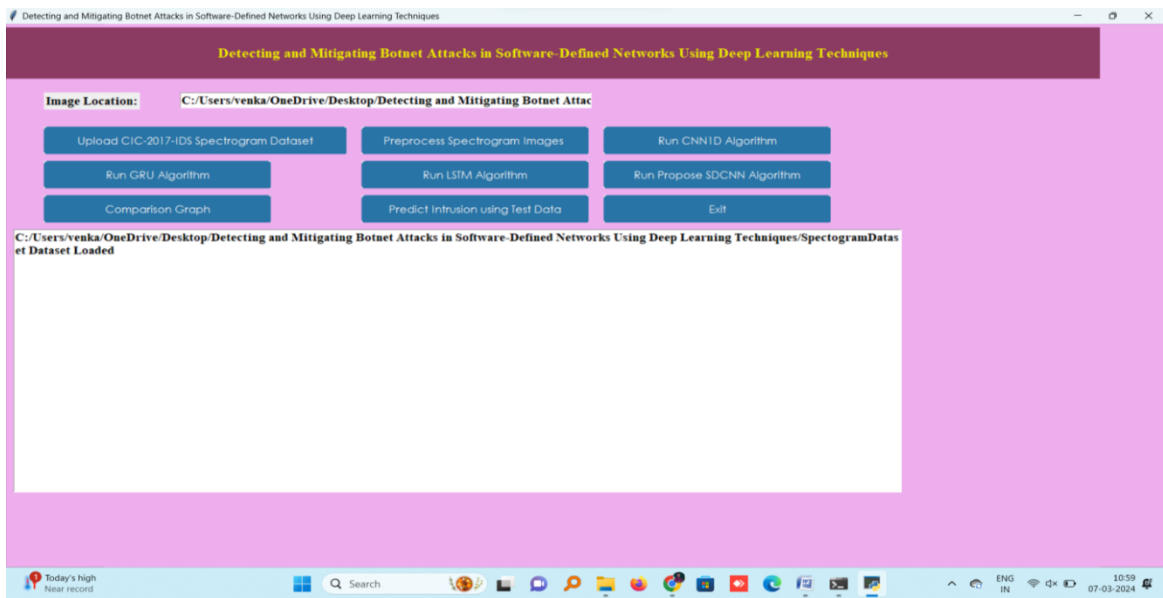 Detecting and Mitigating Botnet Attacks in Software-Defined Networks Using Deep Learning Techniques
Detecting and Mitigating Botnet Attacks in Software-Defined Networks Using Deep Learning Techniques
Image Location: C:/Users/venka/OneDrive/Desktop/Detecting and Mitigating Botnet Attac
Upload CIC-2017-IDS Spectrogram Dataset Preprocess Spectrogram Images Run CNN1D Algorithm
Run GRU Algorithm Run LSTM Algorithm Run Propose SDCNN Algorithm
Comparison Graph Predict Intrusion using Test Data Exit
C:/Users/venka/OneDrive/Desktop/Detecting and Mitigating Botnet Attacks in Software-Defined Networks Using Deep Learning Techniques/SpectogramDatas
et Dataset Loaded
1 Today's high
Near record
Search
ENG
IN
10:59
07-03-2024